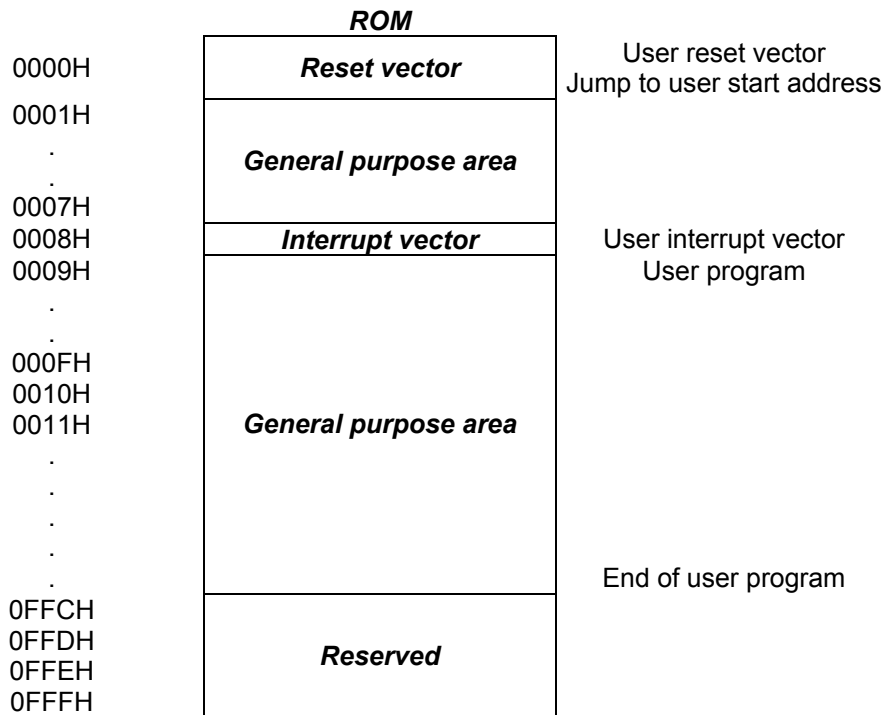 ROM
0000H Reset vector User reset vector
Jump to user start address
0001H
.
General purpose area
.
0007H
0008H Interrupt vector User interrupt vector
0009H User program
.
.
000FH
0010H
0011H General purpose area
.
.
.
.
. End of user program
0FFCH
0FFDH
Reserved
0FFEH
0FFFH